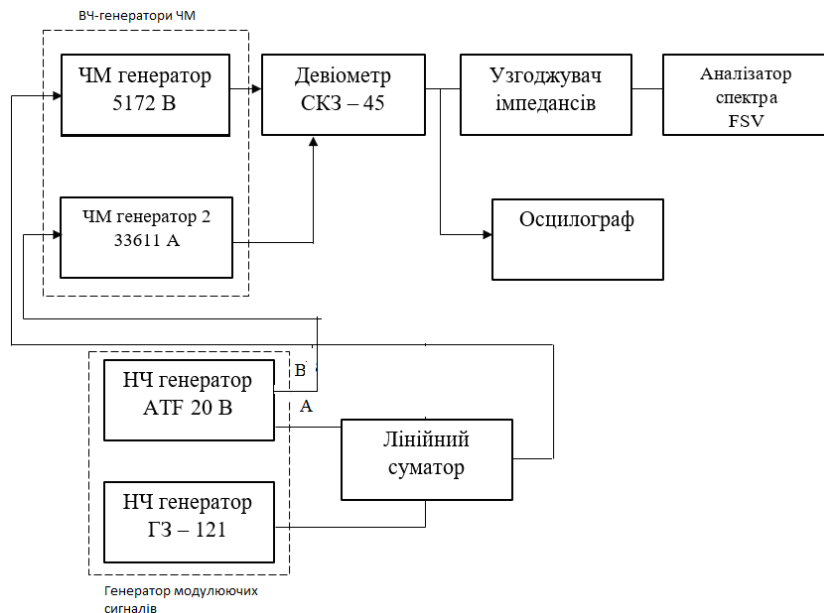 ВЧ-генератори ЧМ
ЧМ генератор
5172 В
Девіометр
СКЗ – 45
Узгоджувач
імпедансів
Аналізатор
спектра
FSV
ЧМ генератор 2
33611 А
Осцилограф
НЧ генератор
ATF 20 В
В
А
Лінійний
суматор
НЧ генератор
ГЗ – 121
Генератор модулюючих
сигналів